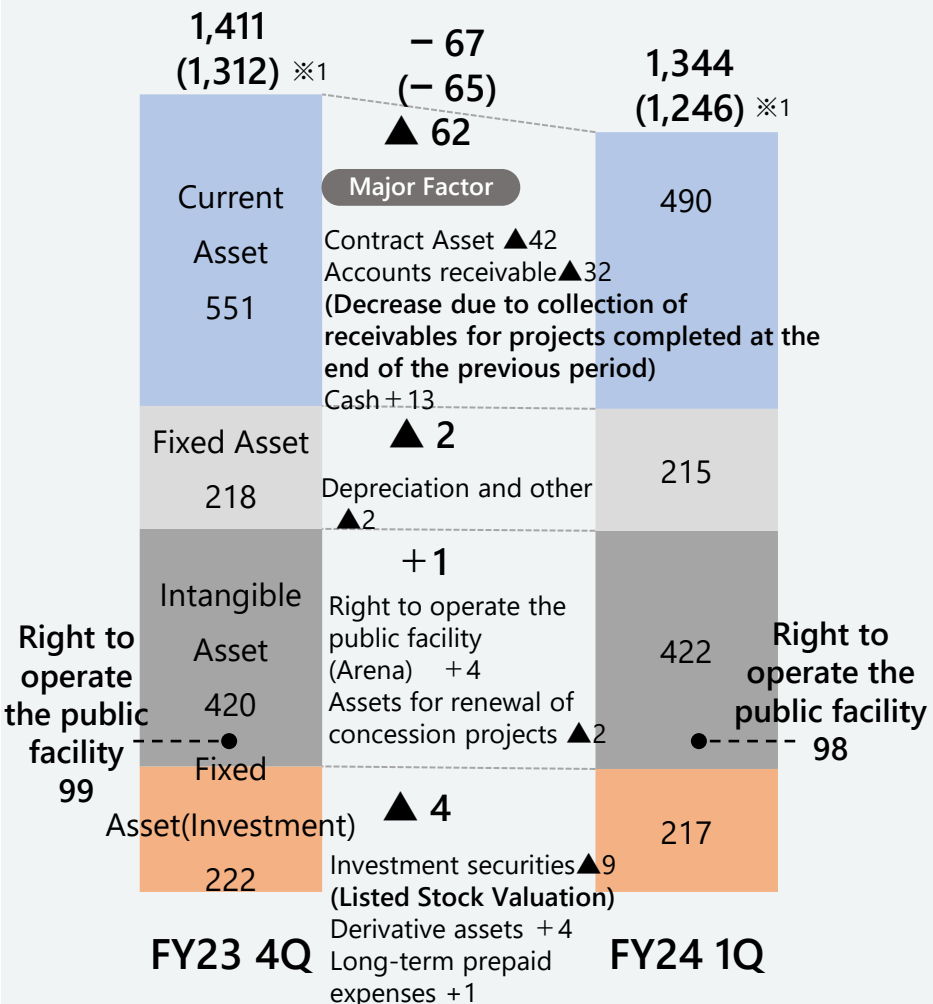 1,411
(1,312) ※1
Current
Asset
551
Fixed Asset
218
Intangible
Asset
420
Right to
operate
the public
facility
99
Fixed
Asset(Investment)
222
FY23 4Q
− 67
(− 65)
▲ 62
Major Factor
Contract Asset ▲42
Accounts receivable▲32
(Decrease due to collection of
receivables for projects completed at the
end of the previous period)
Cash＋13
▲ 2
Depreciation and other
▲2
＋1
Right to operate the
public facility
(Arena) ＋4
Assets for renewal of
concession projects ▲2
▲ 4
Investment securities▲9
(Listed Stock Valuation)
Derivative assets ＋4
Long-term prepaid
expenses +1
1,344
(1,246) ※1
490
215
422
Right to
operate the
public facility
98
217
FY24 1Q